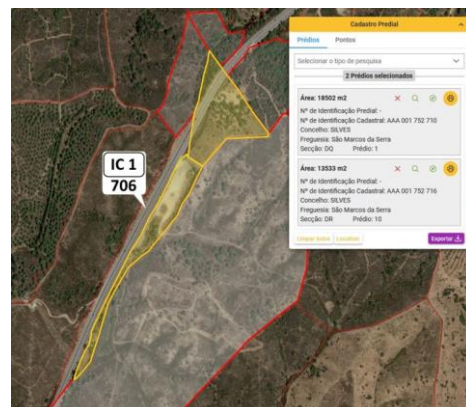 Cadastro Predial
Prédios Pontos
Selecionar o tipo de pesquisa
2 Prédios selecionados
Área: 18502 m2
Nº de Identificação Predial: -
Nº de Identificação Cadastral: AAA 001 752 710
Concelho: SILVES
Freguesia: São Marcos da Serra
Secção: DQ Prédio: 1
Área: 13533 m2
Nº de Identificação Predial: -
Nº de Identificação Cadastral: AAA 001 752 716
Concelho: SILVES
Freguesia: São Marcos da Serra
Secção: DR Prédio: 10
Limpar todos Localizar Exportar
IC 1
706